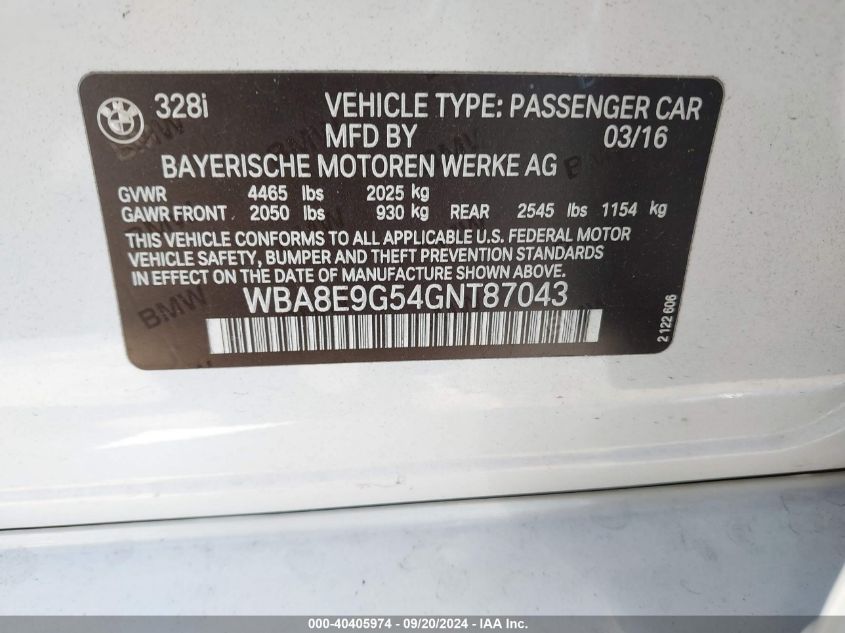 328i VEHICLE TYPE: PASSENGER CAR
MFD BY 03/16
BAYERISCHE MOTOREN WERKE AG
GVWR 4465 lbs 2025 kg
GAWR FRONT 2050 lbs 930 kg REAR 2545 lbs 1154 kg
THIS VEHICLE CONFORMS TO ALL APPLICABLE U.S. FEDERAL MOTOR
VEHICLE SAFETY, BUMPER AND THEFT PREVENTION STANDARDS
IN EFFECT ON THE DATE OF MANUFACTURE SHOWN ABOVE.
WBA8E9G54GNT87043
2 122 606
BMW
000-40405974 / 09/20/2024 - IAA Inc.